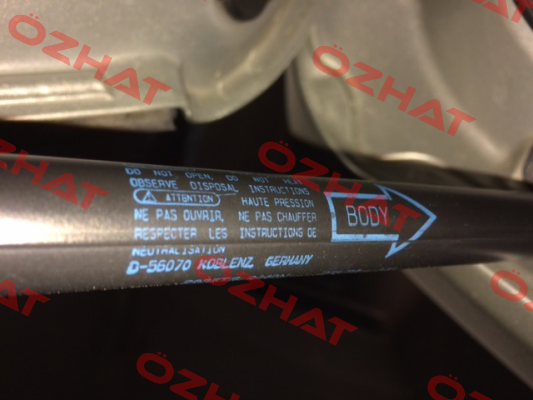 DO NOT OPEN DO NOT HEAT
OBSERVE DISPOSAL INSTRUCTIONS
ATTENTION HAUTE PRESSION
NE PAS OUVRIR, NE PAS CHAUFFER
RESPECTER LES INSTRUCTIONS DE
NEUTRALISATION
D-56070 KOBLENZ GERMANY
BODY
ÖZHAT
ÖZHAT
ÖZHAT
ÖZHAT
ÖZHAT
ÖZHAT
ÖZHAT